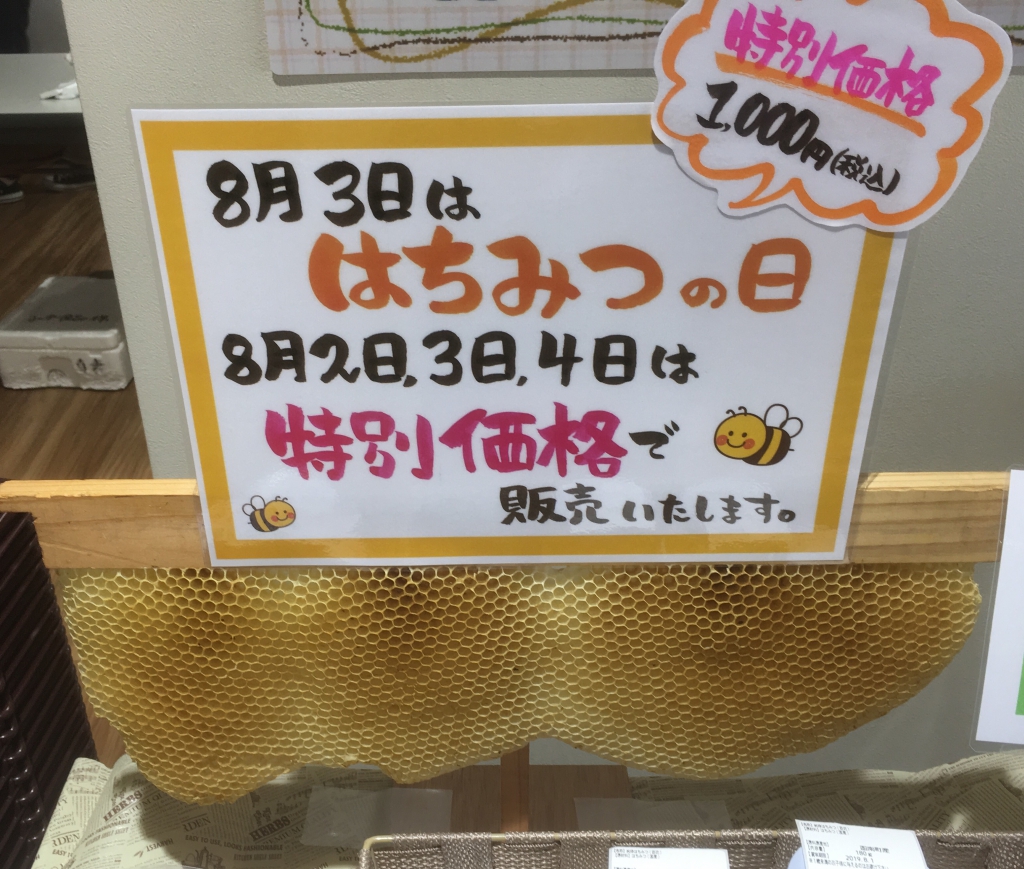 特別価格
1,000円(税込)
8月3日は
はちみつの日
8月2日,3日,4日は
特別価格で
販売いたします。
HERBS